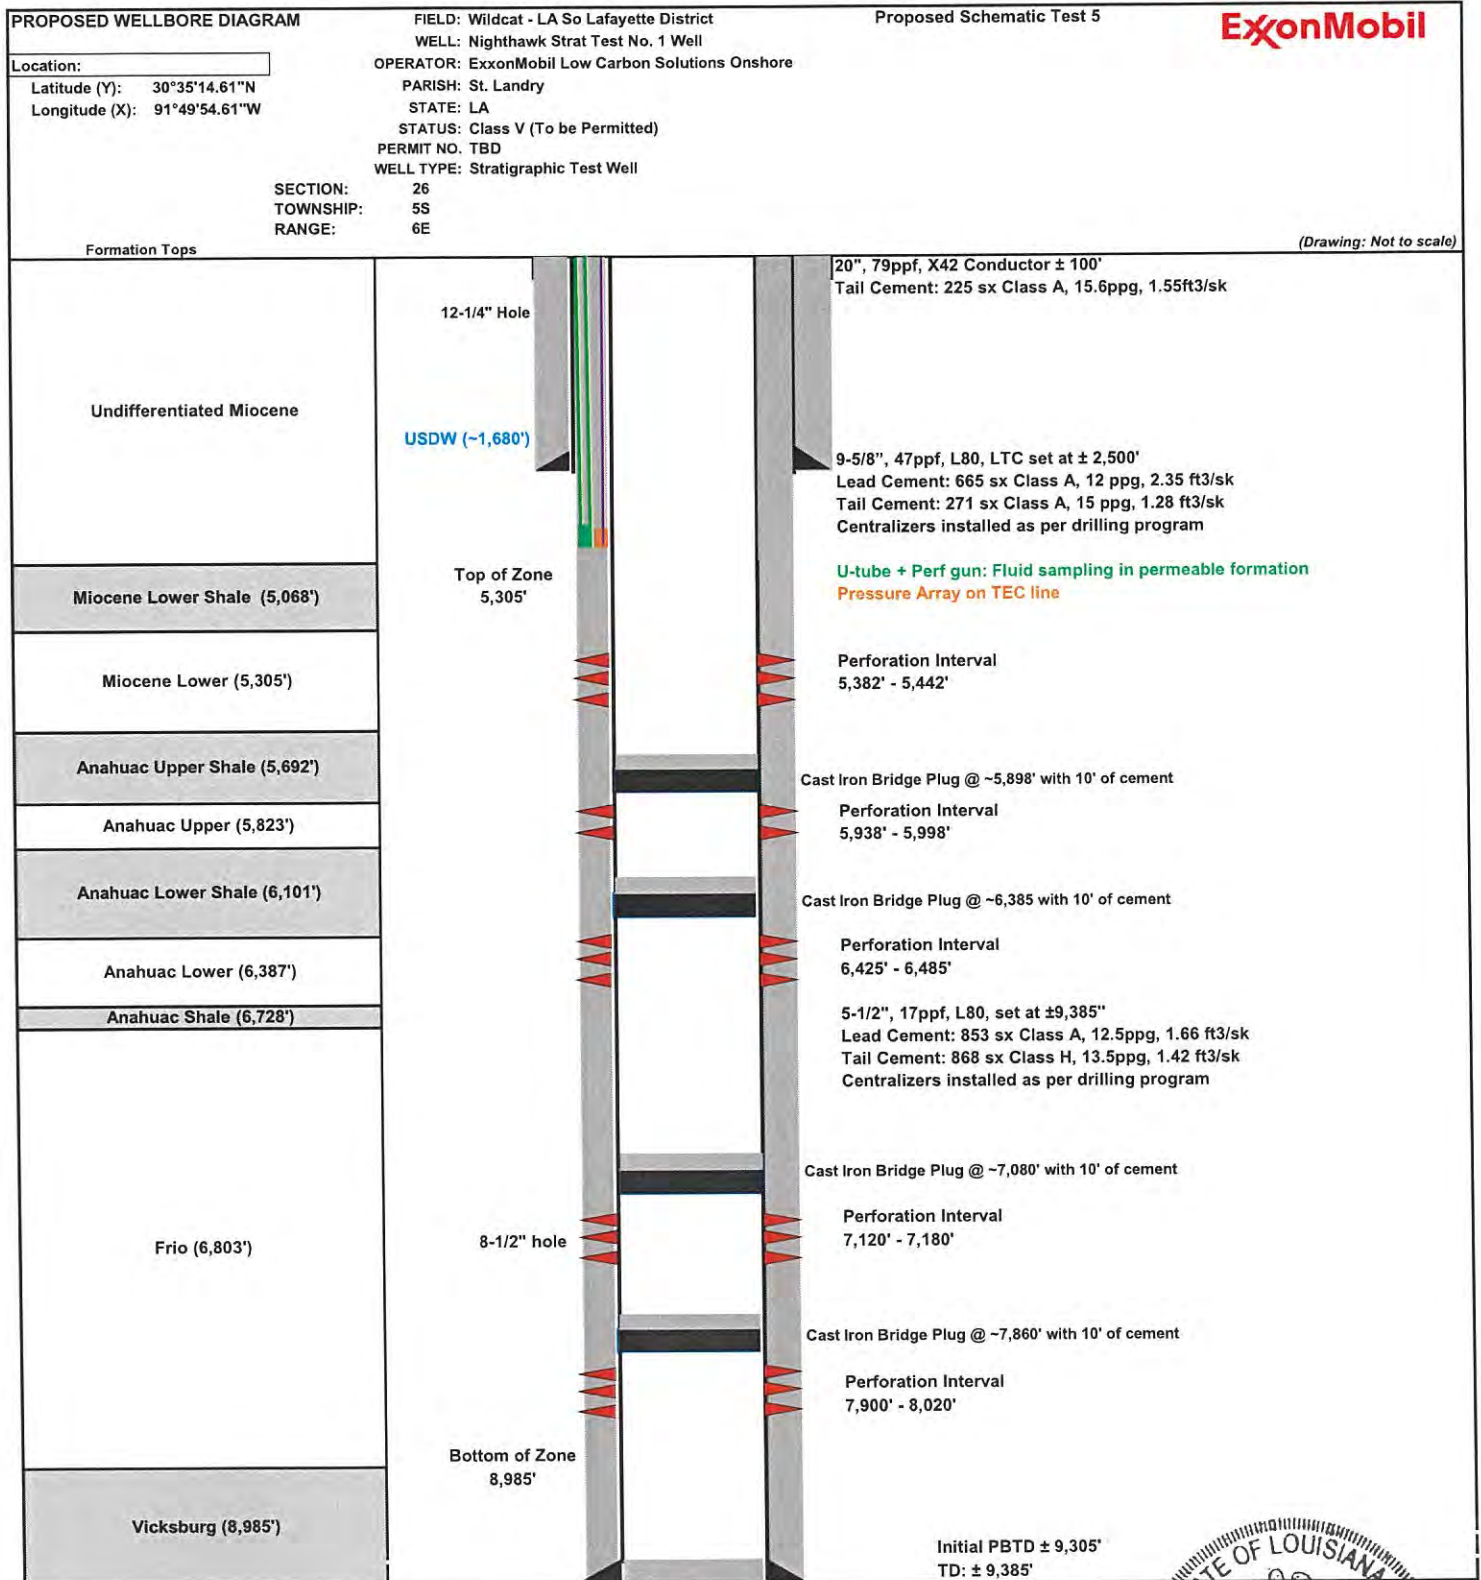 PROPOSED WELLBORE DIAGRAM
FIELD: Wildcat - LA So Lafayette District
Proposed Schematic Test 5
ExxonMobil
WELL: Nighthawk Strat Test No. 1 Well
Location:
OPERATOR: ExxonMobil Low Carbon Solutions Onshore
Latitude (Y): 30°35'14.61"N
PARISH: St. Landry
Longitude (X): 91°49'54.61"W
STATE: LA
STATUS: Class V (To be Permitted)
PERMIT NO. TBD
WELL TYPE: Stratigraphic Test Well
SECTION: 26
TOWNSHIP: 5S
RANGE: 6E
(Drawing: Not to scale)
Formation Tops
20", 79ppf, X42 Conductor ± 100'
Tail Cement: 225 sx Class A, 15.6ppg, 1.55ft3/sk
12-1/4" Hole
Undifferentiated Miocene
USDW (~1,680')
9-5/8", 47ppf, L80, LTC set at ± 2,500'
Lead Cement: 665 sx Class A, 12 ppg, 2.35 ft3/sk
Tail Cement: 271 sx Class A, 15 ppg, 1.28 ft3/sk
Centralizers installed as per drilling program
U-tube + Perf gun: Fluid sampling in permeable formation
Pressure Array on TEC line
Top of Zone
5,305'
Miocene Lower Shale (5,068')
Perforation Interval
5,382' - 5,442'
Miocene Lower (5,305')
Anahuac Upper Shale (5,692')
Cast Iron Bridge Plug @ ~5,898' with 10' of cement
Perforation Interval
5,938' - 5,998'
Anahuac Upper (5,823')
Anahuac Lower Shale (6,101')
Cast Iron Bridge Plug @ ~6,385 with 10' of cement
Perforation Interval
6,425' - 6,485'
Anahuac Lower (6,387')
Anahuac Shale (6,728')
5-1/2", 17ppf, L80, set at ±9,385"
Lead Cement: 853 sx Class A, 12.5ppg, 1.66 ft3/sk
Tail Cement: 868 sx Class H, 13.5ppg, 1.42 ft3/sk
Centralizers installed as per drilling program
Cast Iron Bridge Plug @ ~7,080' with 10' of cement
Perforation Interval
7,120' - 7,180'
8-1/2" hole
Frio (6,803')
Cast Iron Bridge Plug @ ~7,860' with 10' of cement
Perforation Interval
7,900' - 8,020'
Bottom of Zone
8,985'
Vicksburg (8,985')
Initial PBTD ± 9,305'
TD: ± 9,385'
OF LOUISIANA